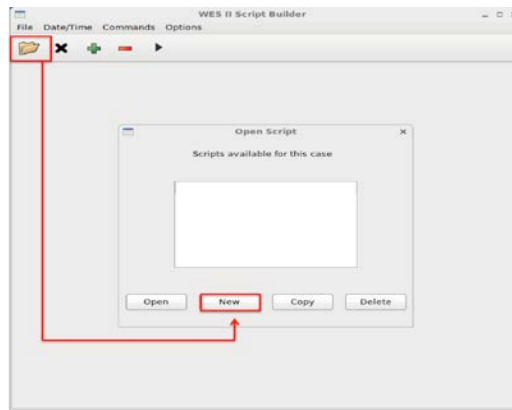 WES II Script Builder
File Date/Time Commands Options
Open Script
Scripts available for this case
Open New Copy Delete